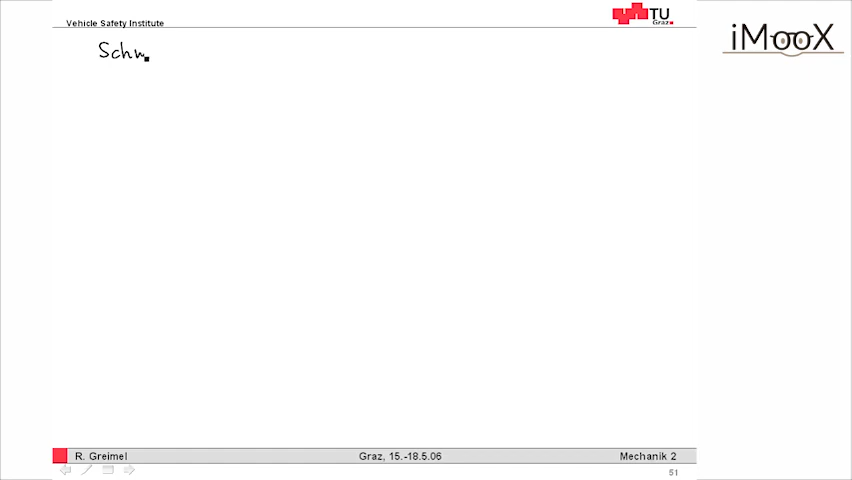 Vehicle Safety Institute
TU
Graz
iMooX
Schw
R. Greimel
Graz, 15.-18.5.06
Mechanik 2
51